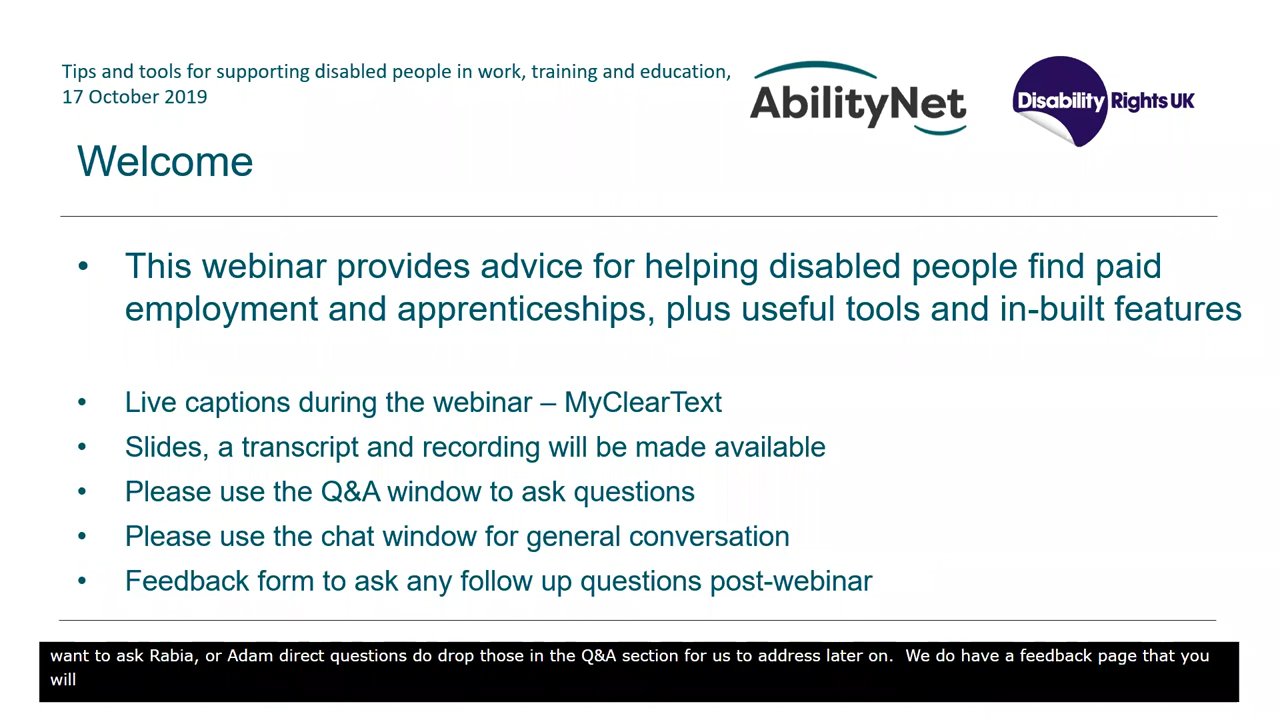 Tips and tools for supporting disabled people in work, training and education,
17 October 2019
AbilityNet
Disability Rights UK
Welcome
• This webinar provides advice for helping disabled people find paid
employment and apprenticeships, plus useful tools and in-built features
• Live captions during the webinar – MyClearText
• Slides, a transcript and recording will be made available
• Please use the Q&A window to ask questions
• Please use the chat window for general conversation
• Feedback form to ask any follow up questions post-webinar
want to ask Rabia, or Adam direct questions do drop those in the Q&A section for us to address later on.  We do have a feedback page that you
will